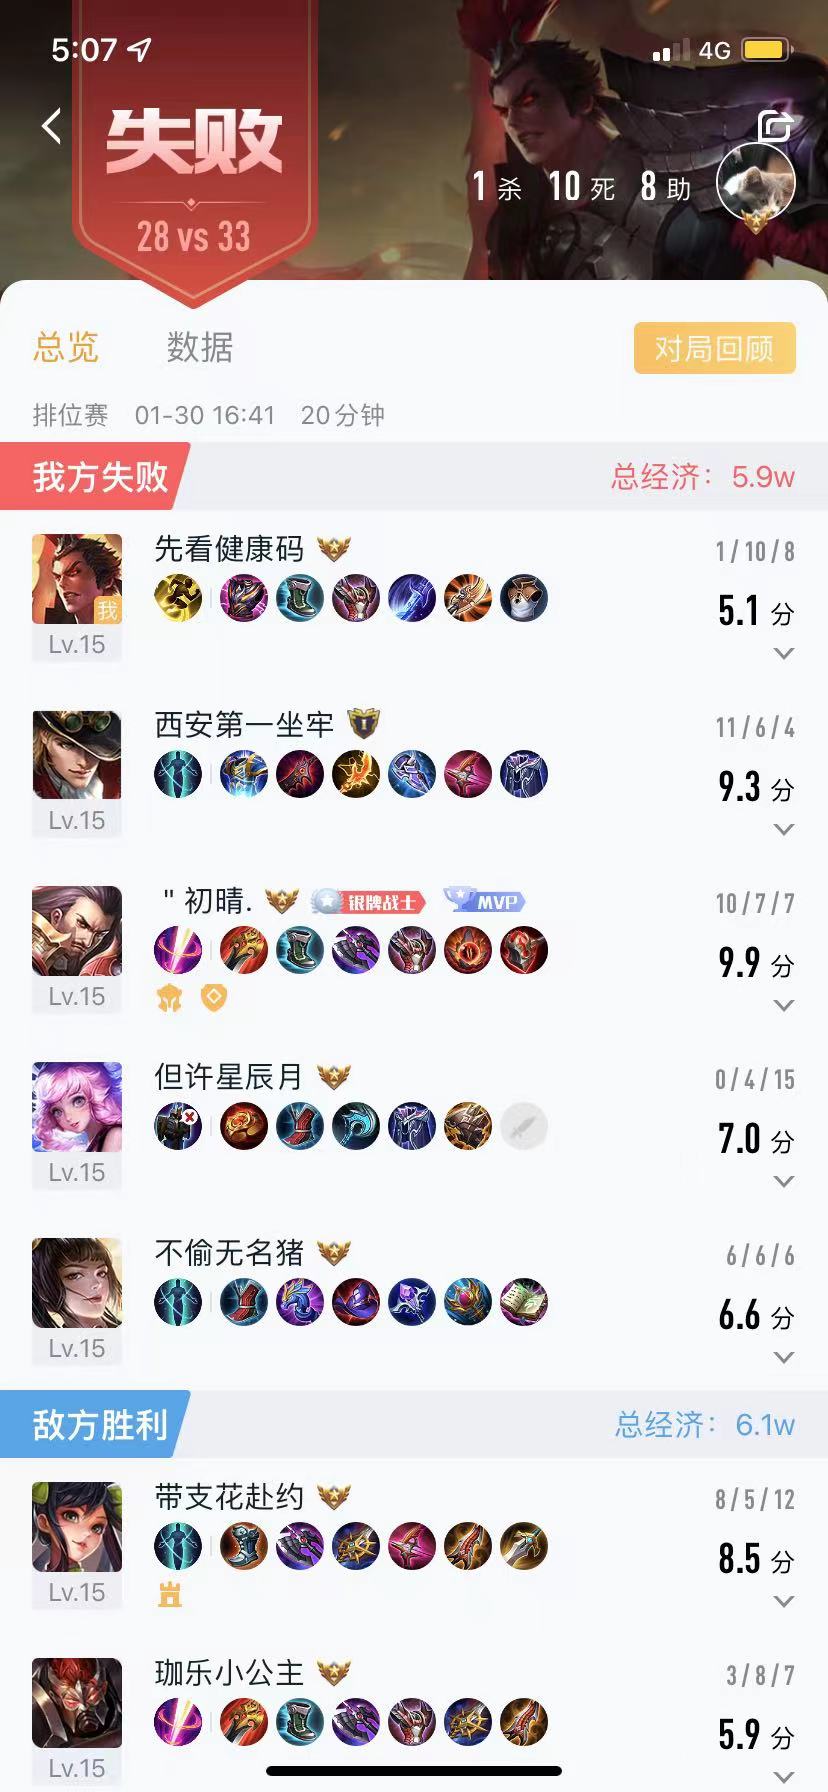 5:07
4G
失败
28 vs 33
1 杀 10 死 8 助
总览 数据 对局回顾
排位赛 01-30 16:41 20分钟
我方失败 总经济：5.9w
先看健康码 1/10/8
我
5.1 分
Lv.15
西安第一坐牢 11/6/4
9.3 分
Lv.15
" 初晴. 银牌战士 MVP 10/7/7
9.9 分
Lv.15
但许星辰月 0/4/15
7.0 分
Lv.15
不偷无名猪 6/6/6
6.6 分
Lv.15
敌方胜利 总经济：6.1w
带支花赴约 8/5/12
8.5 分
Lv.15
珈乐小公主 3/8/7
5.9 分
Lv.15